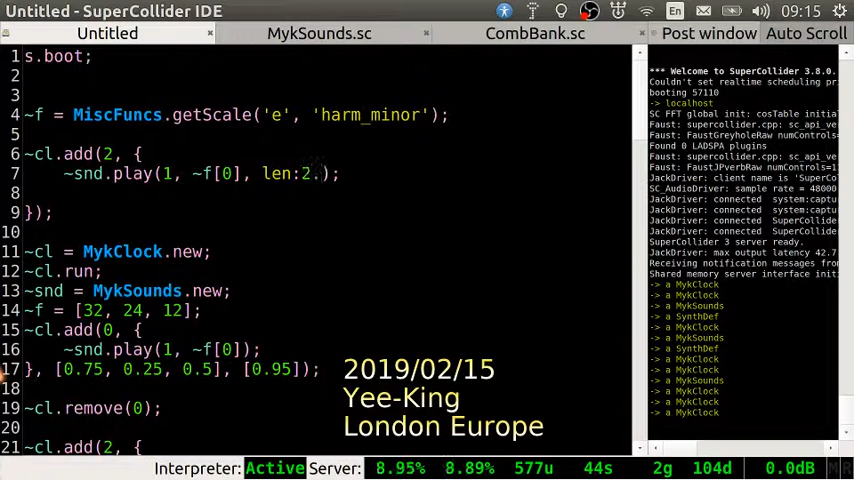 Untitled - SuperCollider IDE
En
09:15
Untitled
MykSounds.sc
CombBank.sc
Post window
Auto Scroll
1 s.boot;
2
3
4 ~f = MiscFuncs.getScale('e', 'harm_minor');
5
6 ~cl.add(2, {
7 ~snd.play(1, ~f[0], len:2.);
8
9 });
10
11 ~cl = MykClock.new;
12 ~cl.run;
13 ~snd = MykSounds.new;
14 ~f = [32, 24, 12];
15 ~cl.add(0, {
16 ~snd.play(1, ~f[0]);
17 }, [0.75, 0.25, 0.5], [0.95]);
18
19 ~cl.remove(0);
20
21 ~cl.add(2, {
2019/02/15
Yee-King
London Europe
*** Welcome to SuperCollider 3.8.0.
Couldn't set realtime scheduling pri
booting 57110
-> localhost
SC FFT global init: cosTable initial
Faust: supercollider.cpp: sc_api_ver
Faust: FaustGreyholeRaw numControls=
Found 0 LADSPA plugins
Faust: FaustJPverbRaw numControls=1
JackDriver: client name is 'SuperCo
SC_AudioDriver: sample rate = 48000
JackDriver: connected system:captu
JackDriver: connected system:captu
JackDriver: connected SuperCollide
JackDriver: connected SuperCollide
SuperCollider 3 server ready.
JackDriver: max output latency 42.7
Receiving notification messages from
Shared memory server interface init
-> a MykClock
-> a MykClock
-> a MykSounds
-> a SynthDef
-> a MykClock
-> a MykSounds
-> a SynthDef
-> a MykClock
-> a MykClock
-> a MykSounds
-> a MykClock
-> a MykClock
-> a MykClock
Interpreter: Active Server: 8.95% 8.89% 577u 44s 2g 104d 0.0dB M R